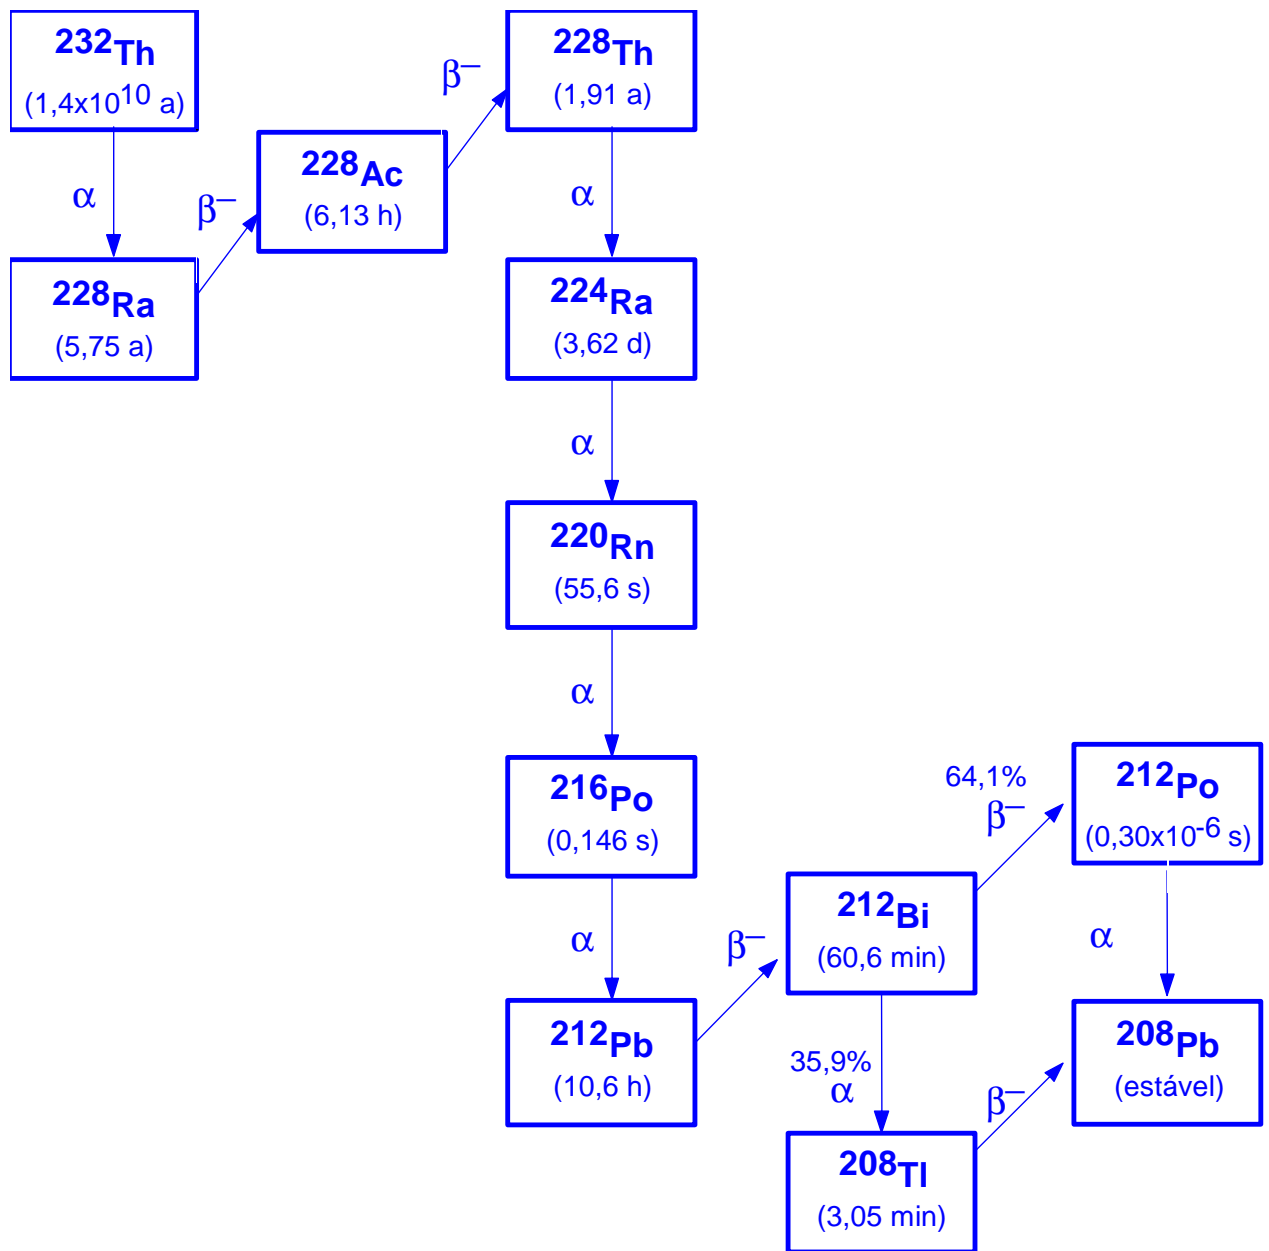 232Th
(1,4x10^10 a)
α
228Ra
(5,75 a)
β−
228Ac
(6,13 h)
β−
228Th
(1,91 a)
α
224Ra
(3,62 d)
α
220Rn
(55,6 s)
α
216Po
(0,146 s)
α
212Pb
(10,6 h)
β−
212Bi
(60,6 min)
64,1%
β−
212Po
(0,30x10^-6 s)
α
35,9%
α
208Tl
(3,05 min)
β−
208Pb
(estável)